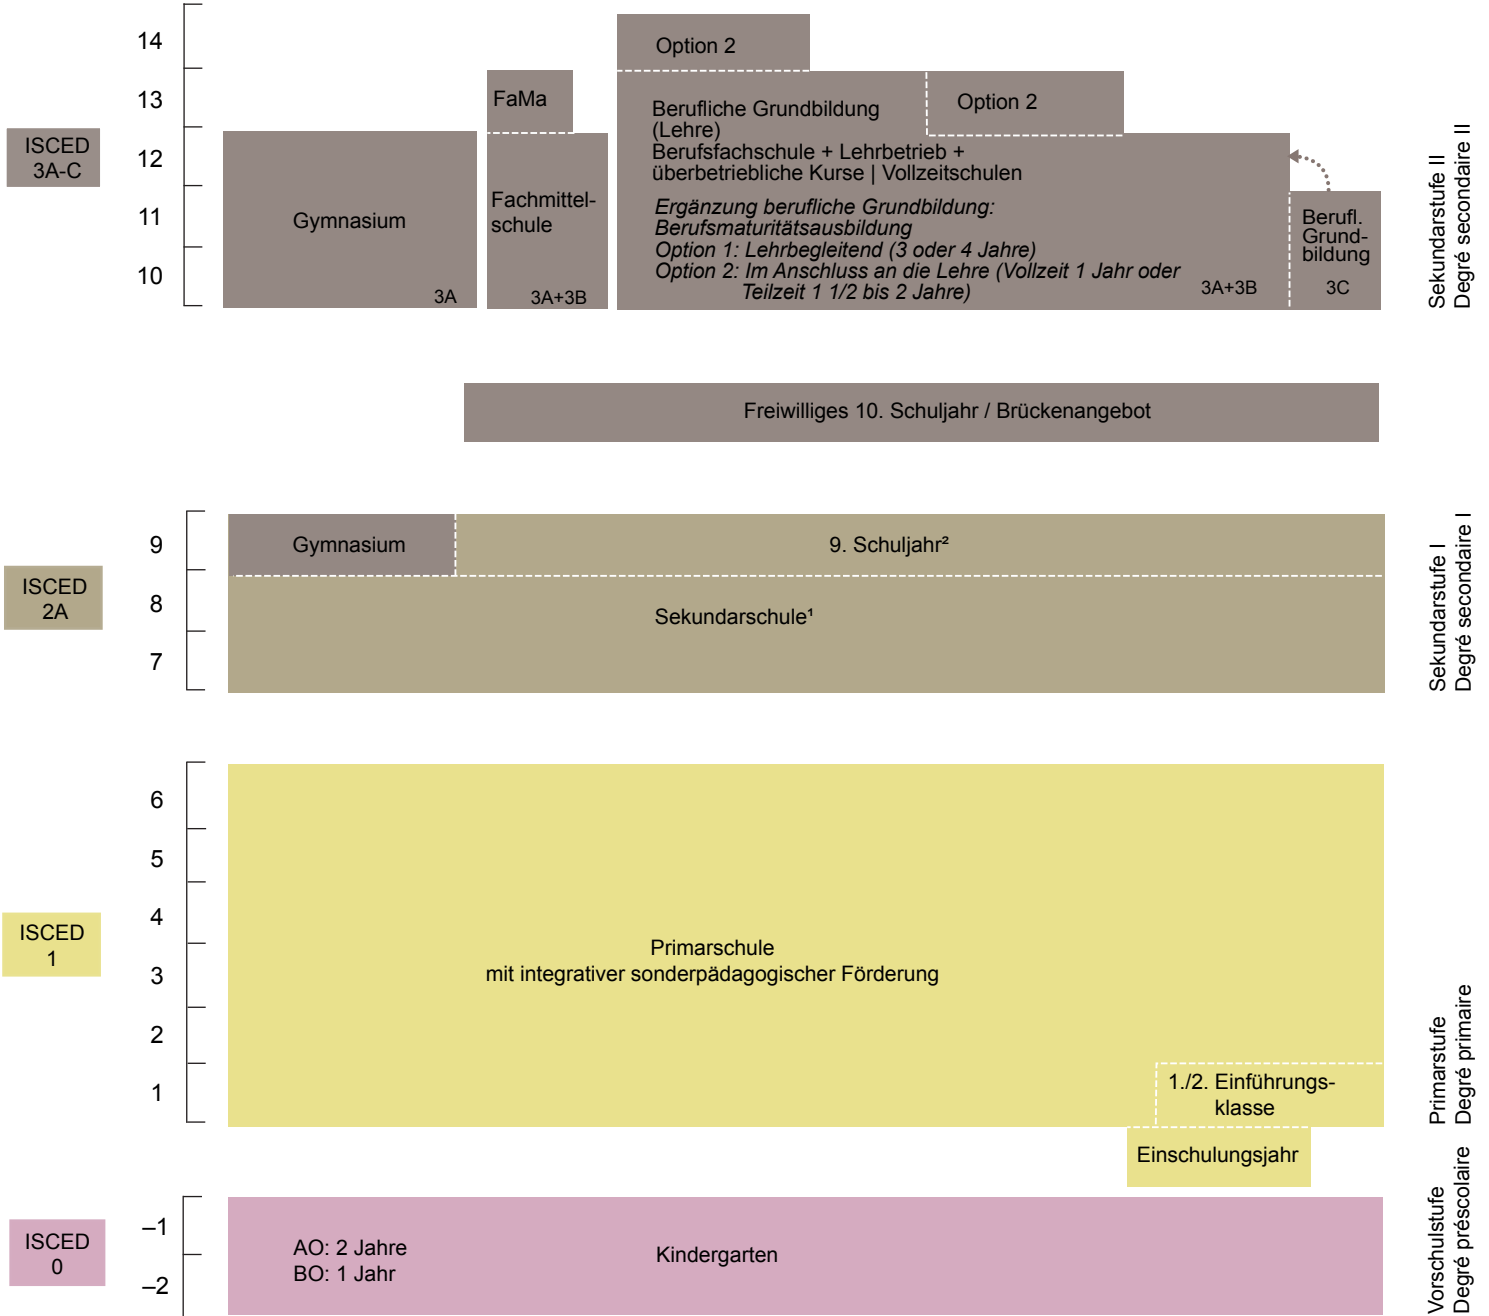 14
Option 2
13
FaMa
Berufliche Grundbildung
(Lehre)
Berufsfachschule + Lehrbetrieb +
überbetriebliche Kurse | Vollzeitschulen
Option 2
ISCED
3A-C
12
11
10
Gymnasium
3A
Fachmittel-
schule
3A+3B
Ergänzung berufliche Grundbildung:
Berufsmaturitätsausbildung
Option 1: Lehrbegleitend (3 oder 4 Jahre)
Option 2: Im Anschluss an die Lehre (Vollzeit 1 Jahr oder
Teilzeit 1 1/2 bis 2 Jahre)
3A+3B
Berufl.
Grund-
bildung
3C
Sekundarstufe II
Degré secondaire II
Freiwilliges 10. Schuljahr / Brückenangebot
ISCED
2A
9
8
7
Gymnasium
9. Schuljahr²
Sekundarschule¹
Sekundarstufe I
Degré secondaire I
ISCED
1
6
5
4
3
2
1
Primarschule
mit integrativer sonderpädagogischer Förderung
1./2. Einführungs-
klasse
Einschulungsjahr
Primarstufe
Degré primaire
ISCED
0
–1
–2
AO: 2 Jahre
BO: 1 Jahr
Kindergarten
Vorschulstufe
Degré préscolaire